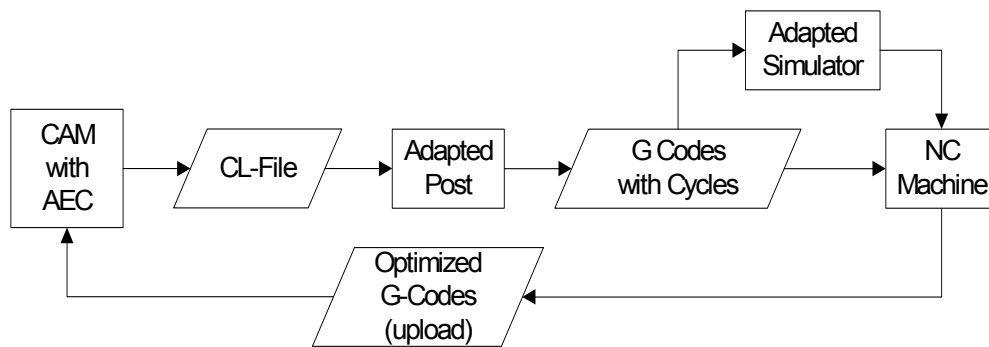 Adapted
Simulator
CAM
with
AEC
CL-File
Adapted
Post
G Codes
with Cycles
NC
Machine
Optimized
G-Codes
(upload)